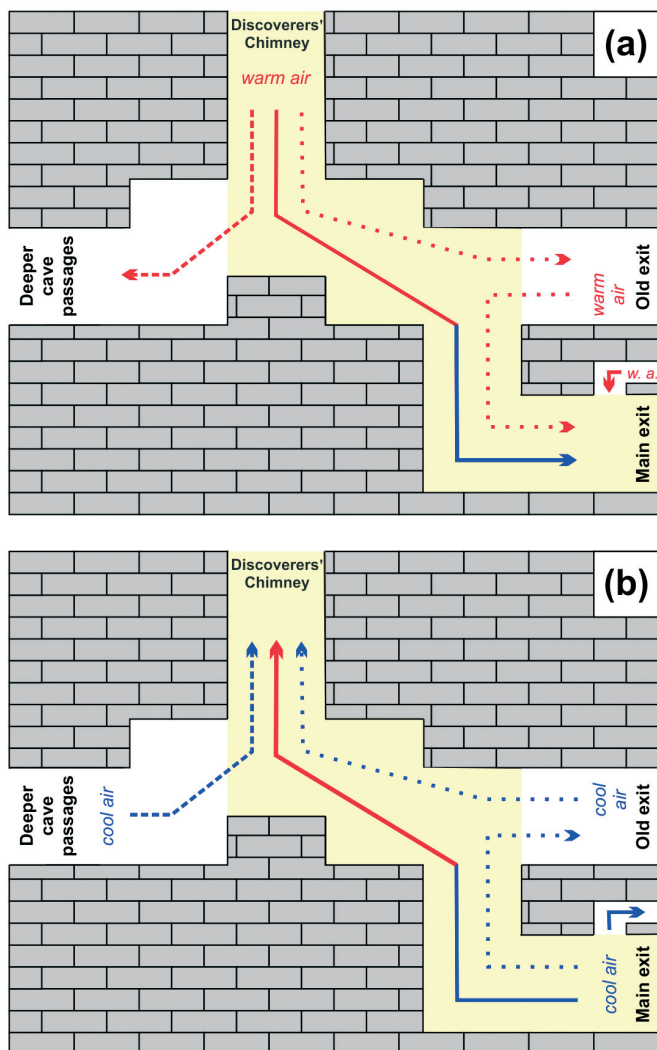 Discoverers'
Chimney
(a)
warm air
Deeper
cave
passages
warm
air
Old exit
w. a.
Main exit
Discoverers'
Chimney
(b)
Deeper
cave
passages
cool air
cool
air
Old exit
cool air
Main exit